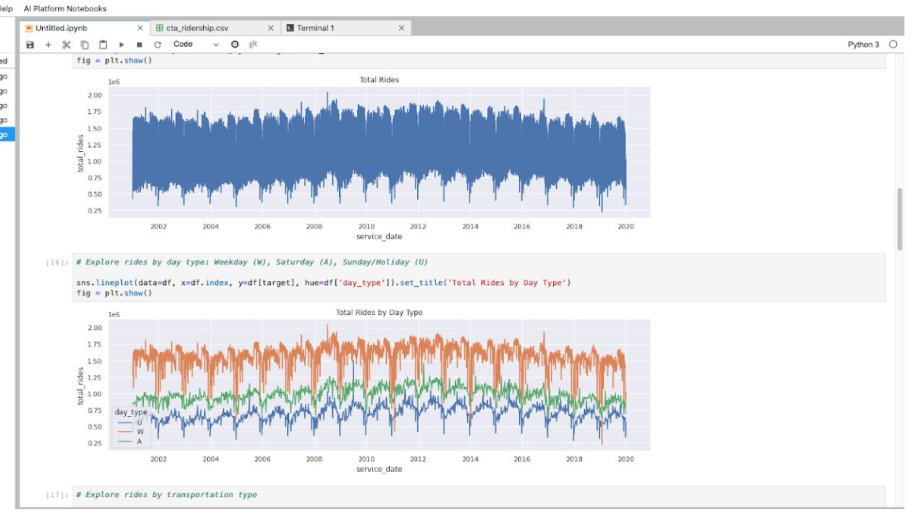 Help AI Platform Notebooks
Untitled.ipynb
cta_ridership.csv
Terminal 1
Code
git
Python 3
fig = plt.show()
Total Rides
1e6
2.00
1.75
1.50
1.25
1.00
0.75
0.50
0.25
total_rides
2002 2004 2006 2008 2010 2012 2014 2016 2018 2020
service_date
[16]: # Explore rides by day type: Weekday (W), Saturday (A), Sunday/Holiday (U)
sns.lineplot(data=df, x=df.index, y=df[target], hue=df['day_type']).set_title('Total Rides by Day Type')
fig = plt.show()
Total Rides by Day Type
1e6
2.00
1.75
1.50
1.25
1.00
0.75
0.50
0.25
total_rides
day_type
U
W
A
2002 2004 2006 2008 2010 2012 2014 2016 2018 2020
service_date
[17]: # Explore rides by transportation type